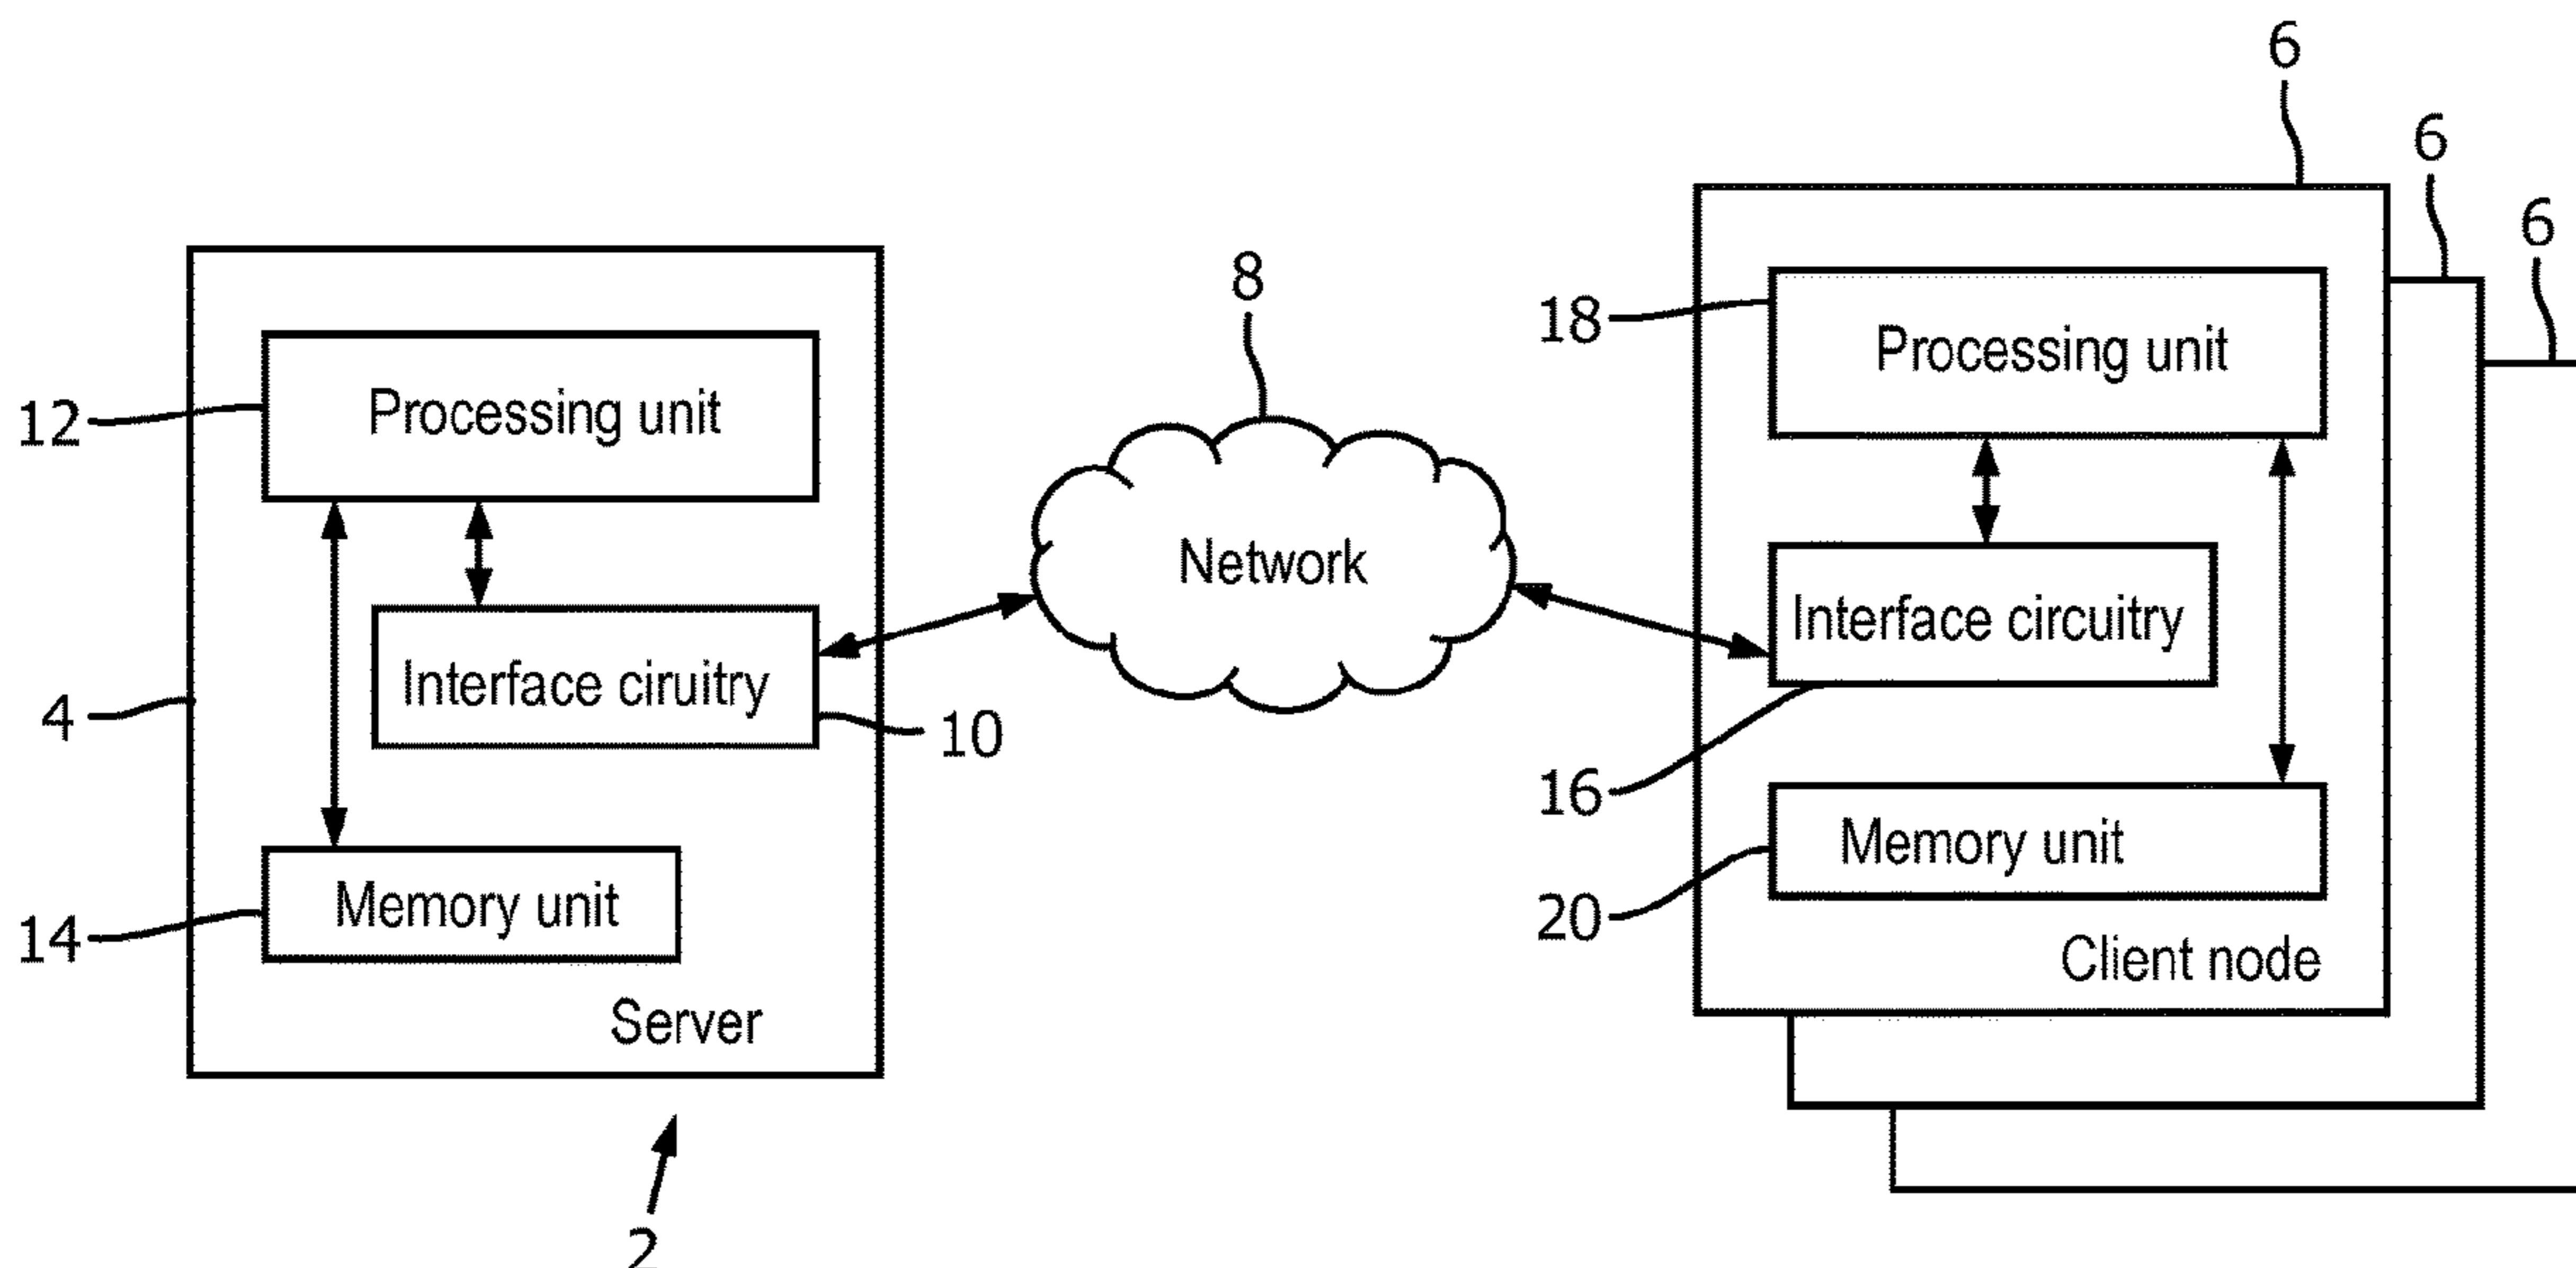 6
6
6
8
18
Processing unit
12
Processing unit
Network
Interface circuitry
4
Interface ciruitry
10
16
Memory unit
20
14
Memory unit
Client node
Server
2